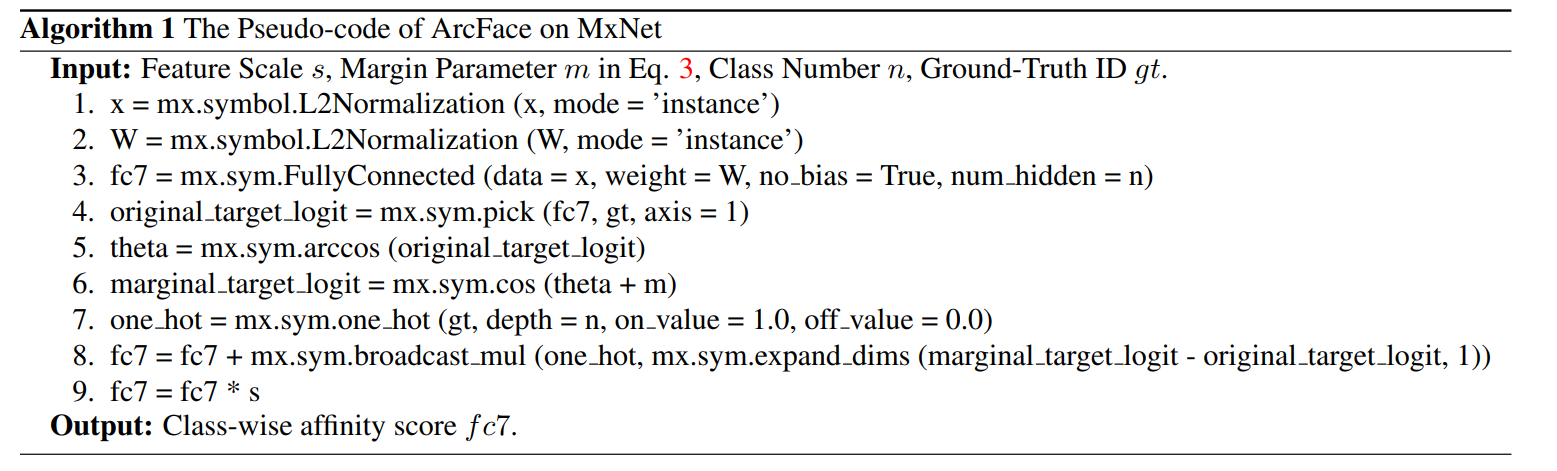 Algorithm 1 The Pseudo-code of ArcFace on MxNet
Input: Feature Scale s, Margin Parameter m in Eq. 3, Class Number n, Ground-Truth ID gt.
1. x = mx.symbol.L2Normalization (x, mode = ’instance’)
2. W = mx.symbol.L2Normalization (W, mode = ’instance’)
3. fc7 = mx.sym.FullyConnected (data = x, weight = W, no_bias = True, num_hidden = n)
4. original_target_logit = mx.sym.pick (fc7, gt, axis = 1)
5. theta = mx.sym.arccos (original_target_logit)
6. marginal_target_logit = mx.sym.cos (theta + m)
7. one_hot = mx.sym.one_hot (gt, depth = n, on_value = 1.0, off_value = 0.0)
8. fc7 = fc7 + mx.sym.broadcast_mul (one_hot, mx.sym.expand_dims (marginal_target_logit - original_target_logit, 1))
9. fc7 = fc7 * s
Output: Class-wise affinity score fc7.